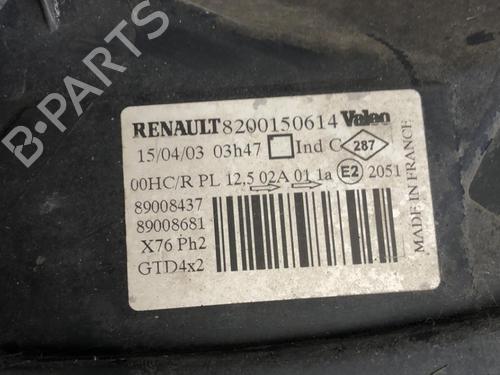 RENAULT 8200150614 Valeo
15/04/03 03h47 Ind C 287
00HC/R PL 12,5 02A 01 1a E2 2051
89008437
89008681
X76 Ph2
GTD4x2
MADE IN FRANCE
B-PARTS